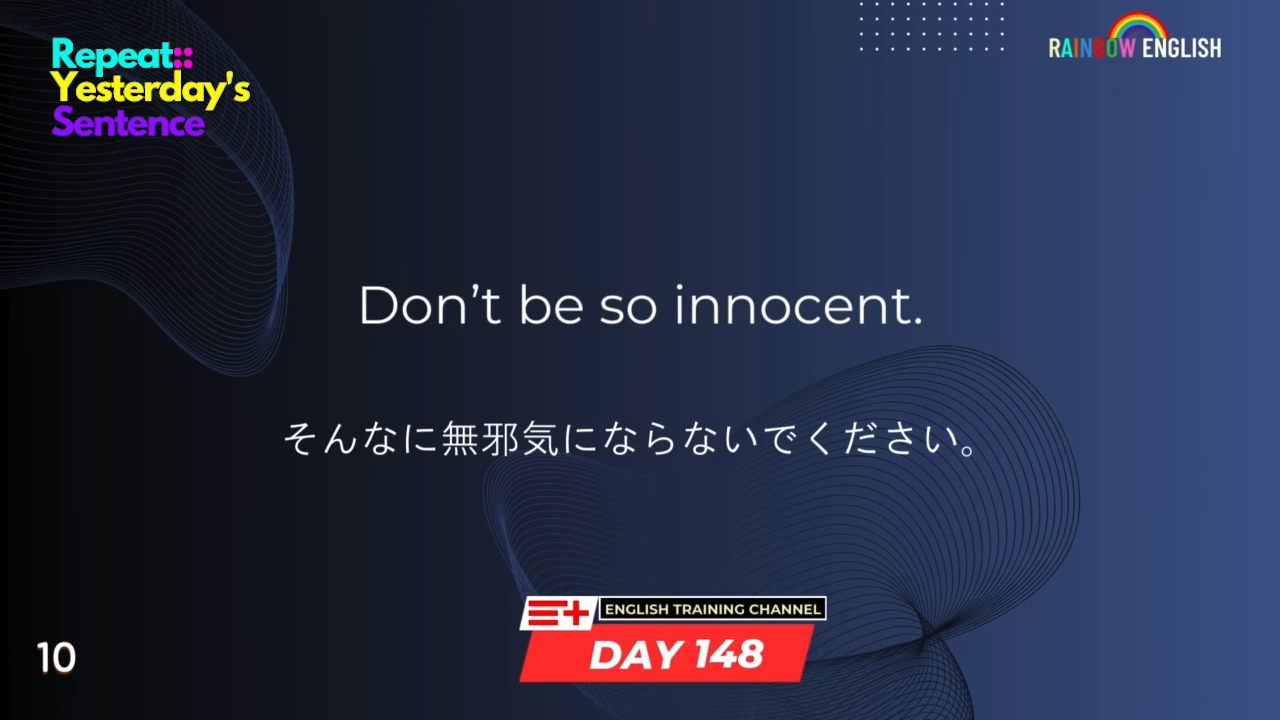 Repeat::
Yesterday's
Sentence
RAINBOW ENGLISH
Don't be so innocent.
そんなに無邪気にならないでください。
E+ ENGLISH TRAINING CHANNEL
DAY 148
10